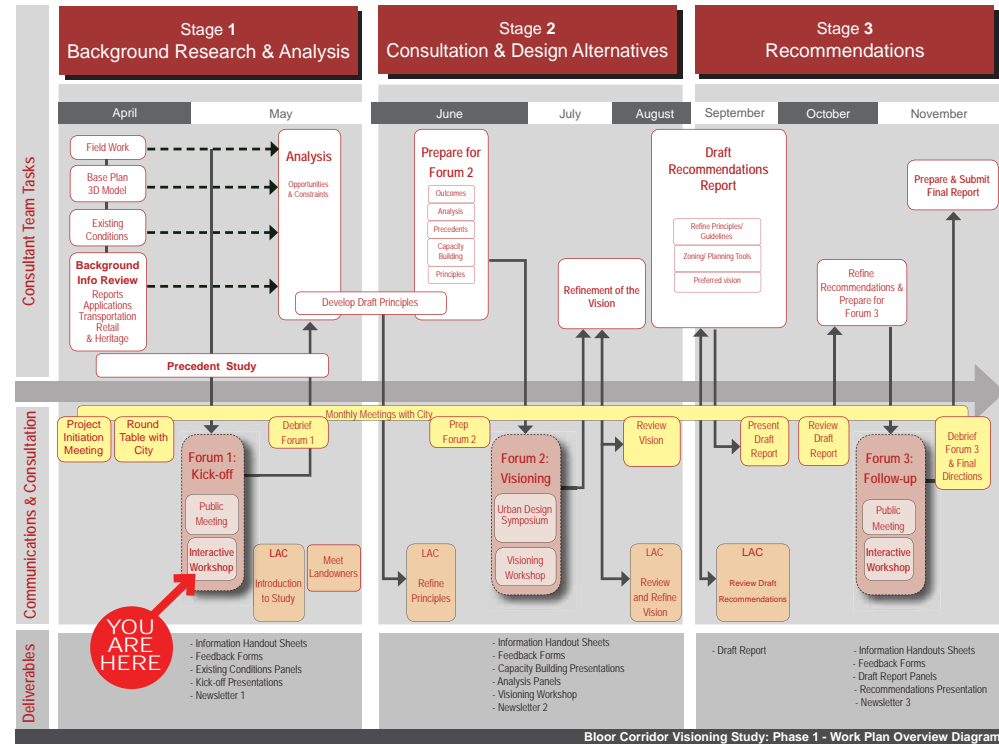 Stage 1
Background Research & Analysis
Stage 2
Consultation & Design Alternatives
Stage 3
Recommendations
April
May
June
July
August
September
October
November
Consultant Team Tasks
Field Work
Base Plan
3D Model
Existing
Conditions
Background
Info Review
Reports
Applications
Transportation
Retail
& Heritage
Precedent Study
Analysis
Opportunities
& Constraints
Develop Draft Principles
Prepare for
Forum 2
Outcomes
Analysis
Precedents
Capacity
Building
Principles
Refinement of the
Vision
Draft
Recommendations
Report
Refine Principles/
Guidelines
Zoning/ Planning Tools
Preferred vision
Refine
Recommendations &
Prepare for
Forum 3
Prepare & Submit
Final Report
Communications & Consultation
Monthly Meetings with City
Project
Initiation
Meeting
Round
Table with
City
Forum 1:
Kick-off
Public
Meeting
Interactive
Workshop
Debrief
Forum 1
LAC
Introduction
to Study
Meet
Landowners
Prep
Forum 2
LAC
Refine
Principles
Forum 2:
Visioning
Urban Design
Symposium
Visioning
Workshop
Review
Vision
LAC
Review
and Refine
Vision
Present
Draft
Report
LAC
Review Draft
Recommendations
Review
Draft
Report
Forum 3:
Follow-up
Public
Meeting
Interactive
Workshop
Debrief
Forum 3
& Final
Directions
YOU
ARE
HERE
Deliverables
- Information Handout Sheets
- Feedback Forms
- Existing Conditions Panels
- Kick-off Presentations
- Newsletter 1
- Information Handout Sheets
- Feedback Forms
- Capacity Building Presentations
- Analysis Panels
- Visioning Workshop
- Newsletter 2
- Draft Report
- Information Handouts Sheets
- Feedback Forms
- Draft Report Panels
- Recommendations Presentation
- Newsletter 3
Bloor Corridor Visioning Study: Phase 1 - Work Plan Overview Diagram